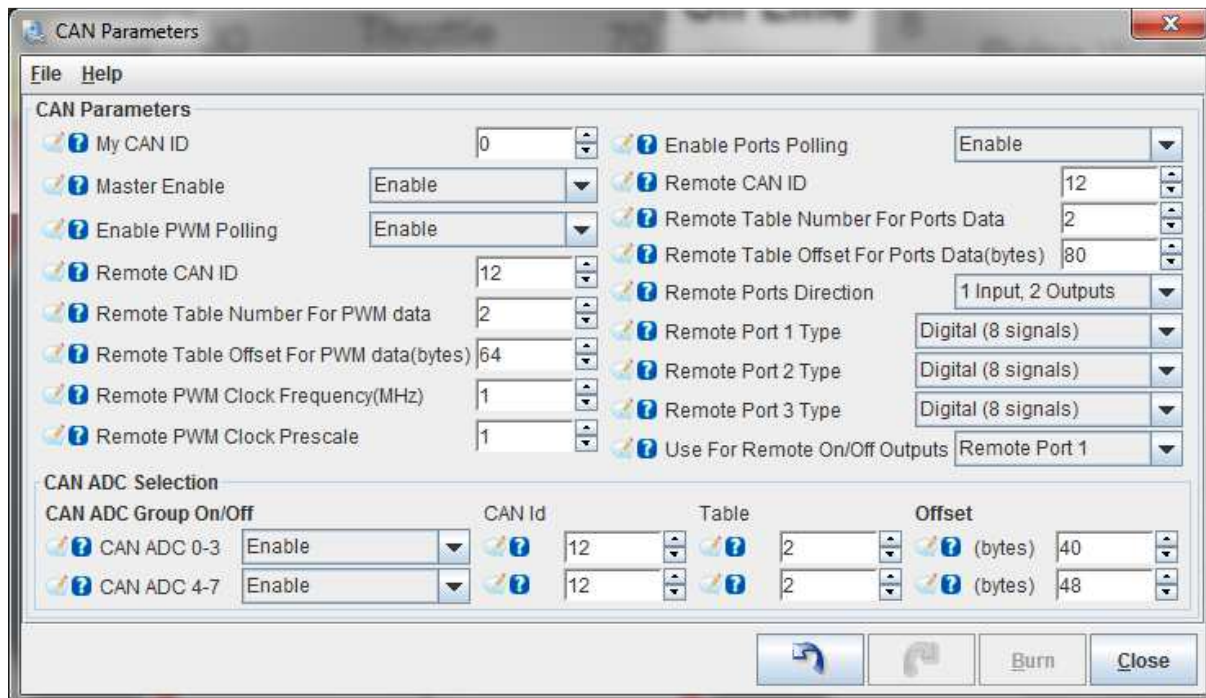 CAN Parameters
File Help
CAN Parameters
My CAN ID 0
Master Enable Enable
Enable PWM Polling Enable
Remote CAN ID 12
Remote Table Number For PWM data 2
Remote Table Offset For PWM data(bytes) 64
Remote PWM Clock Frequency(MHz) 1
Remote PWM Clock Prescale 1
Enable Ports Polling Enable
Remote CAN ID 12
Remote Table Number For Ports Data 2
Remote Table Offset For Ports Data(bytes) 80
Remote Ports Direction 1 Input, 2 Outputs
Remote Port 1 Type Digital (8 signals)
Remote Port 2 Type Digital (8 signals)
Remote Port 3 Type Digital (8 signals)
Use For Remote On/Off Outputs Remote Port 1
CAN ADC Selection
CAN ADC Group On/Off CAN Id Table Offset
CAN ADC 0-3 Enable 12 2 (bytes) 40
CAN ADC 4-7 Enable 12 2 (bytes) 48
Burn Close